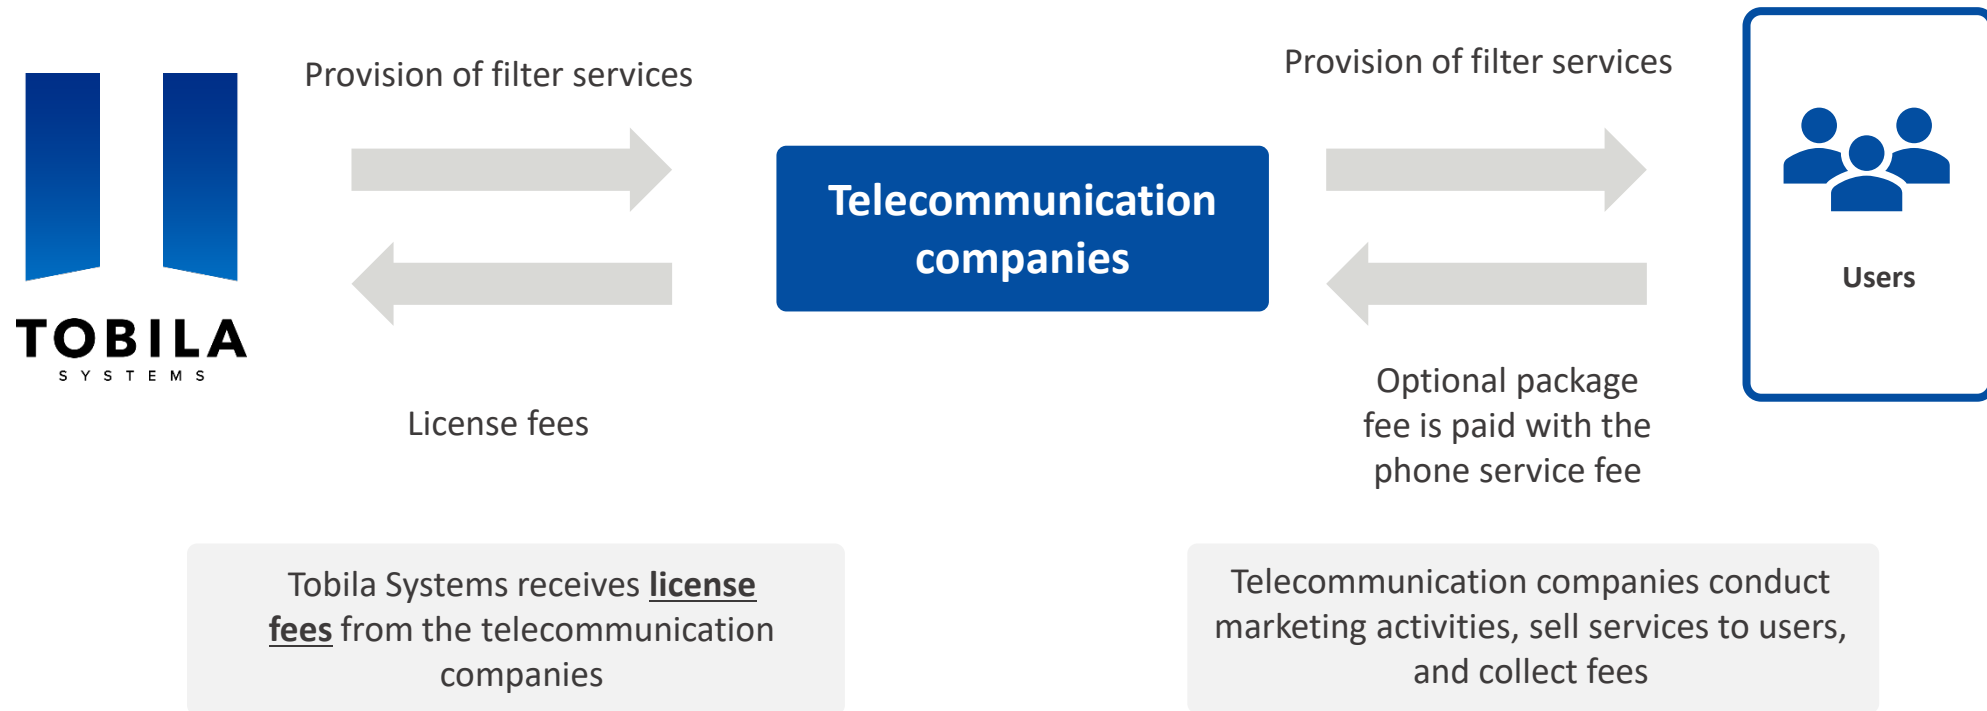 Provision of filter services
Provision of filter services
TOBILA
SYSTEMS
License fees
Telecommunication
companies
Users
Optional package
fee is paid with the
phone service fee
Tobila Systems receives license
fees from the telecommunication
companies
Telecommunication companies conduct
marketing activities, sell services to users,
and collect fees